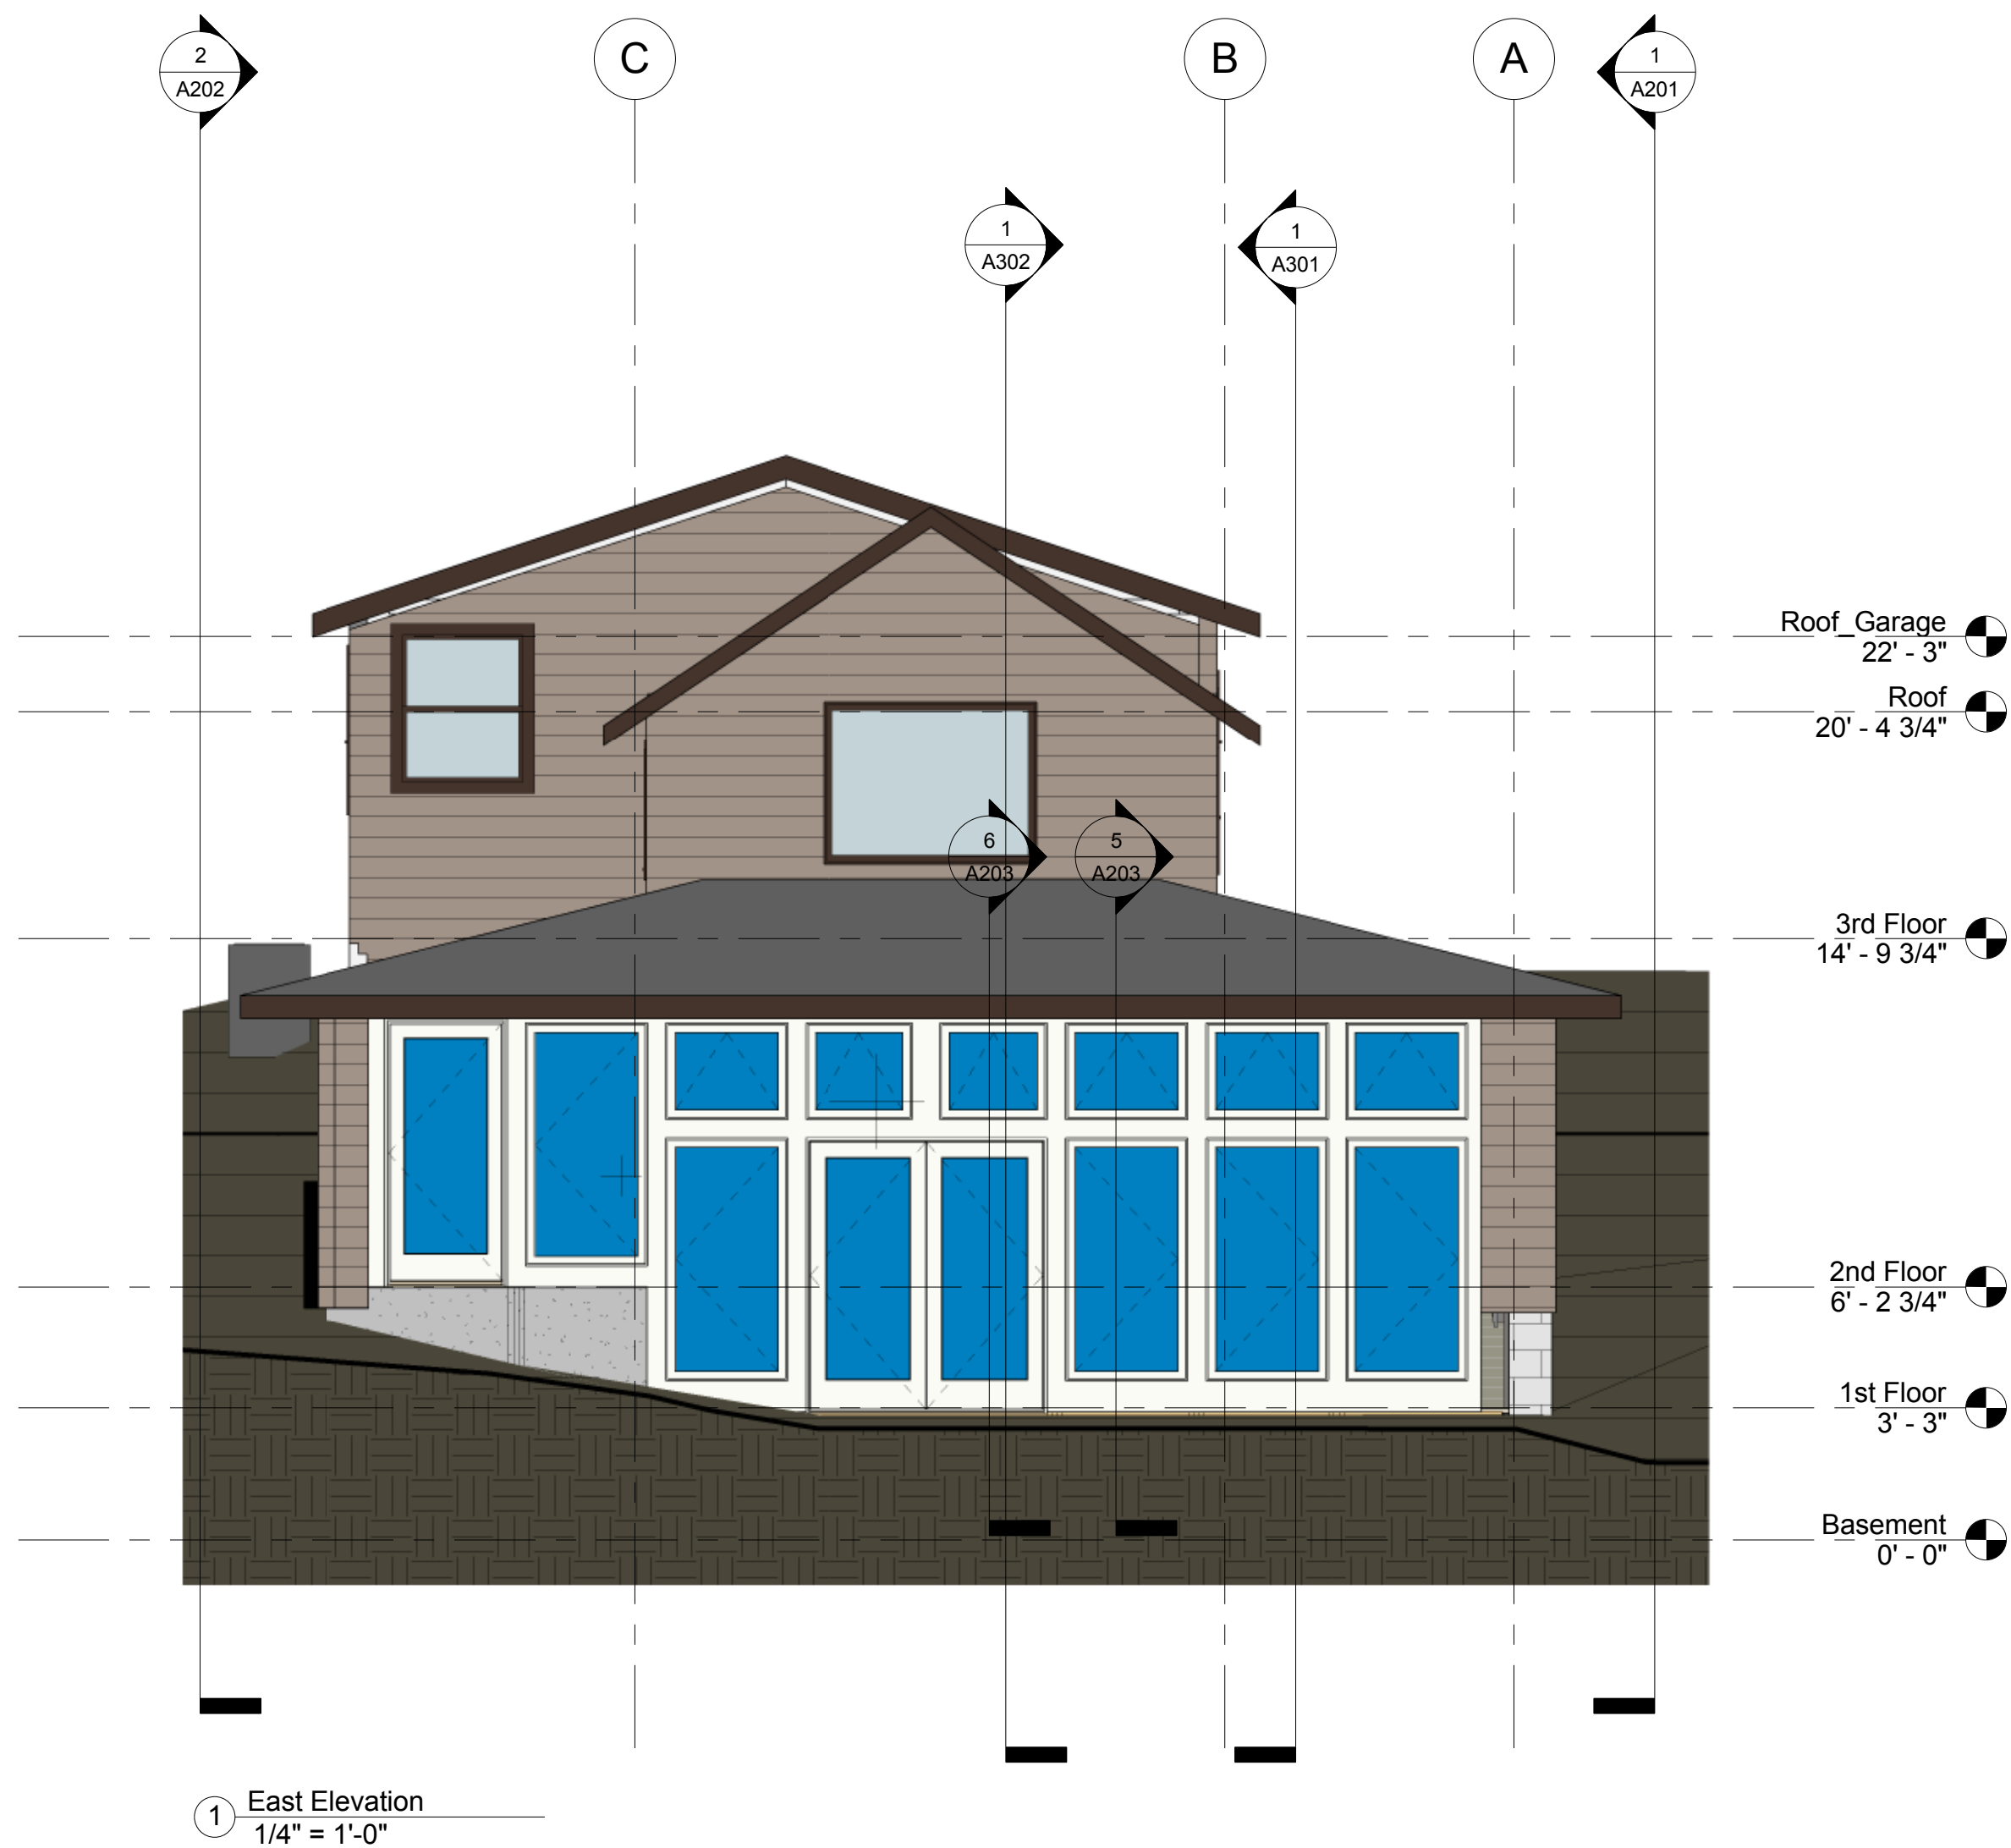 2
A202
C
B
A
1
A201
1
A302
1
A301
Roof_Garage
22' - 3"
Roof
20' - 4 3/4"
6
A203
5
A203
3rd Floor
14' - 9 3/4"
2nd Floor
6' - 2 3/4"
1st Floor
3' - 3"
Basement
0' - 0"
1
East Elevation
1/4" = 1'-0"